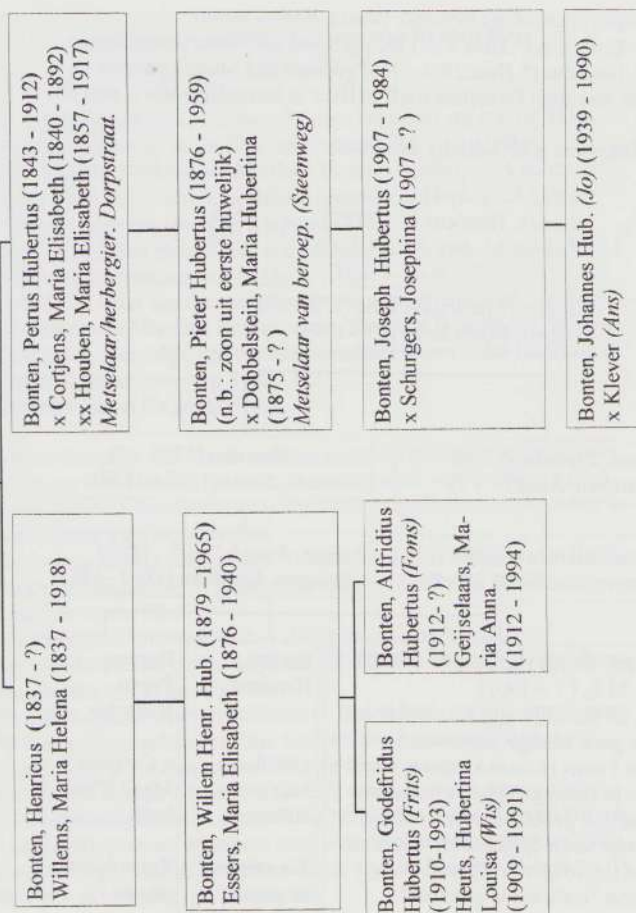 Bonten, Henricus (1837 - ?)
Willems, Maria Helena (1837 - 1918)
Bonten, Petrus Hubertus (1843 - 1912)
x Cortjens, Maria Elisabeth (1840 - 1892)
xx Houben, Maria Elisabeth (1857 - 1917)
Metselaar/herbergier. Dorpstraat.
Bonten, Willem Henr. Hub. (1879 –1965)
Essers, Maria Elisabeth (1876 - 1940)
Bonten, Pieter Hubertus (1876 - 1959)
(n.b.: zoon uit eerste huwelijk)
x Dobbelstein, Maria Hubertina
(1875 - ? )
Metselaar van beroep. (Steenweg)
Bonten, Godefridus
Hubertus (Frits)
(1910-1993)
Heuts, Hubertina
Louisa (Wis)
(1909 - 1991)
Bonten, Alfridius
Hubertus (Fons)
(1912- ?)
Geijselaars, Ma-
ria Anna.
(1912 - 1994)
Bonten, Joseph Hubertus (1907 - 1984)
x Schurgers, Josephina (1907 - ? )
Bonten, Johannes Hub. (Jo) (1939 - 1990)
x Klever (Ans)